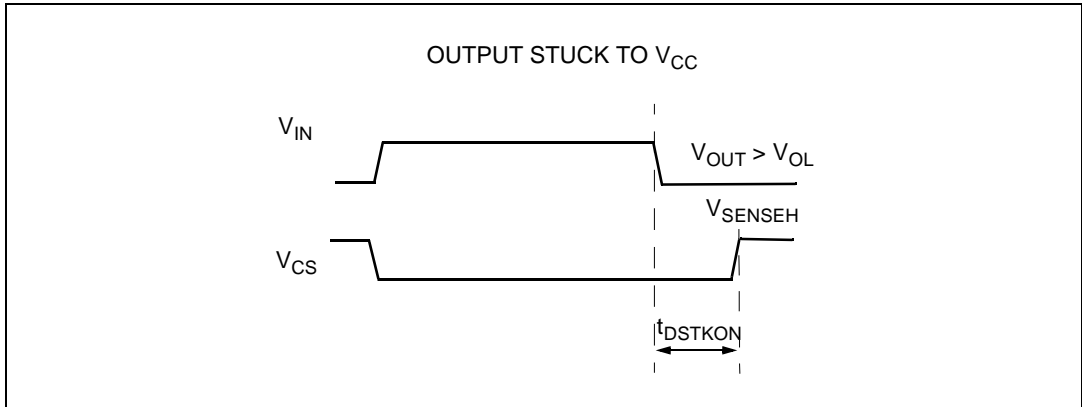 OUTPUT STUCK TO V_CC
V_IN
V_OUT > V_OL
V_SENSEH
V_CS
t_DSTKON